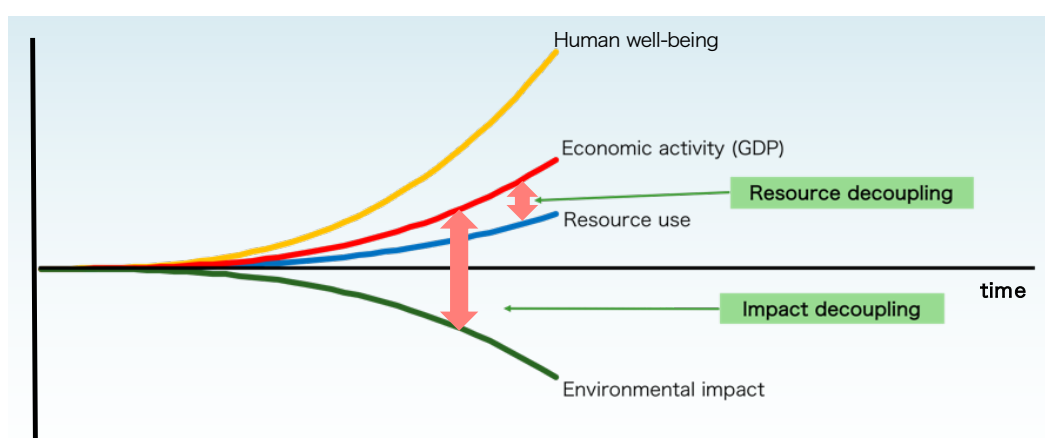 Human well-being
Economic activity (GDP)
Resource decoupling
Resource use
time
Impact decoupling
Environmental impact